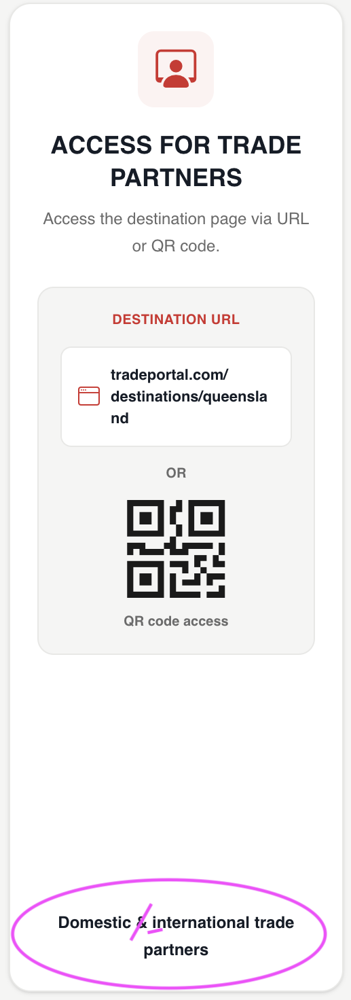 ACCESS FOR TRADE
PARTNERS
Access the destination page via URL
or QR code.
DESTINATION URL
tradeportal.com/
destinations/queensla
nd
OR
QR code access
Domestic & international trade
partners